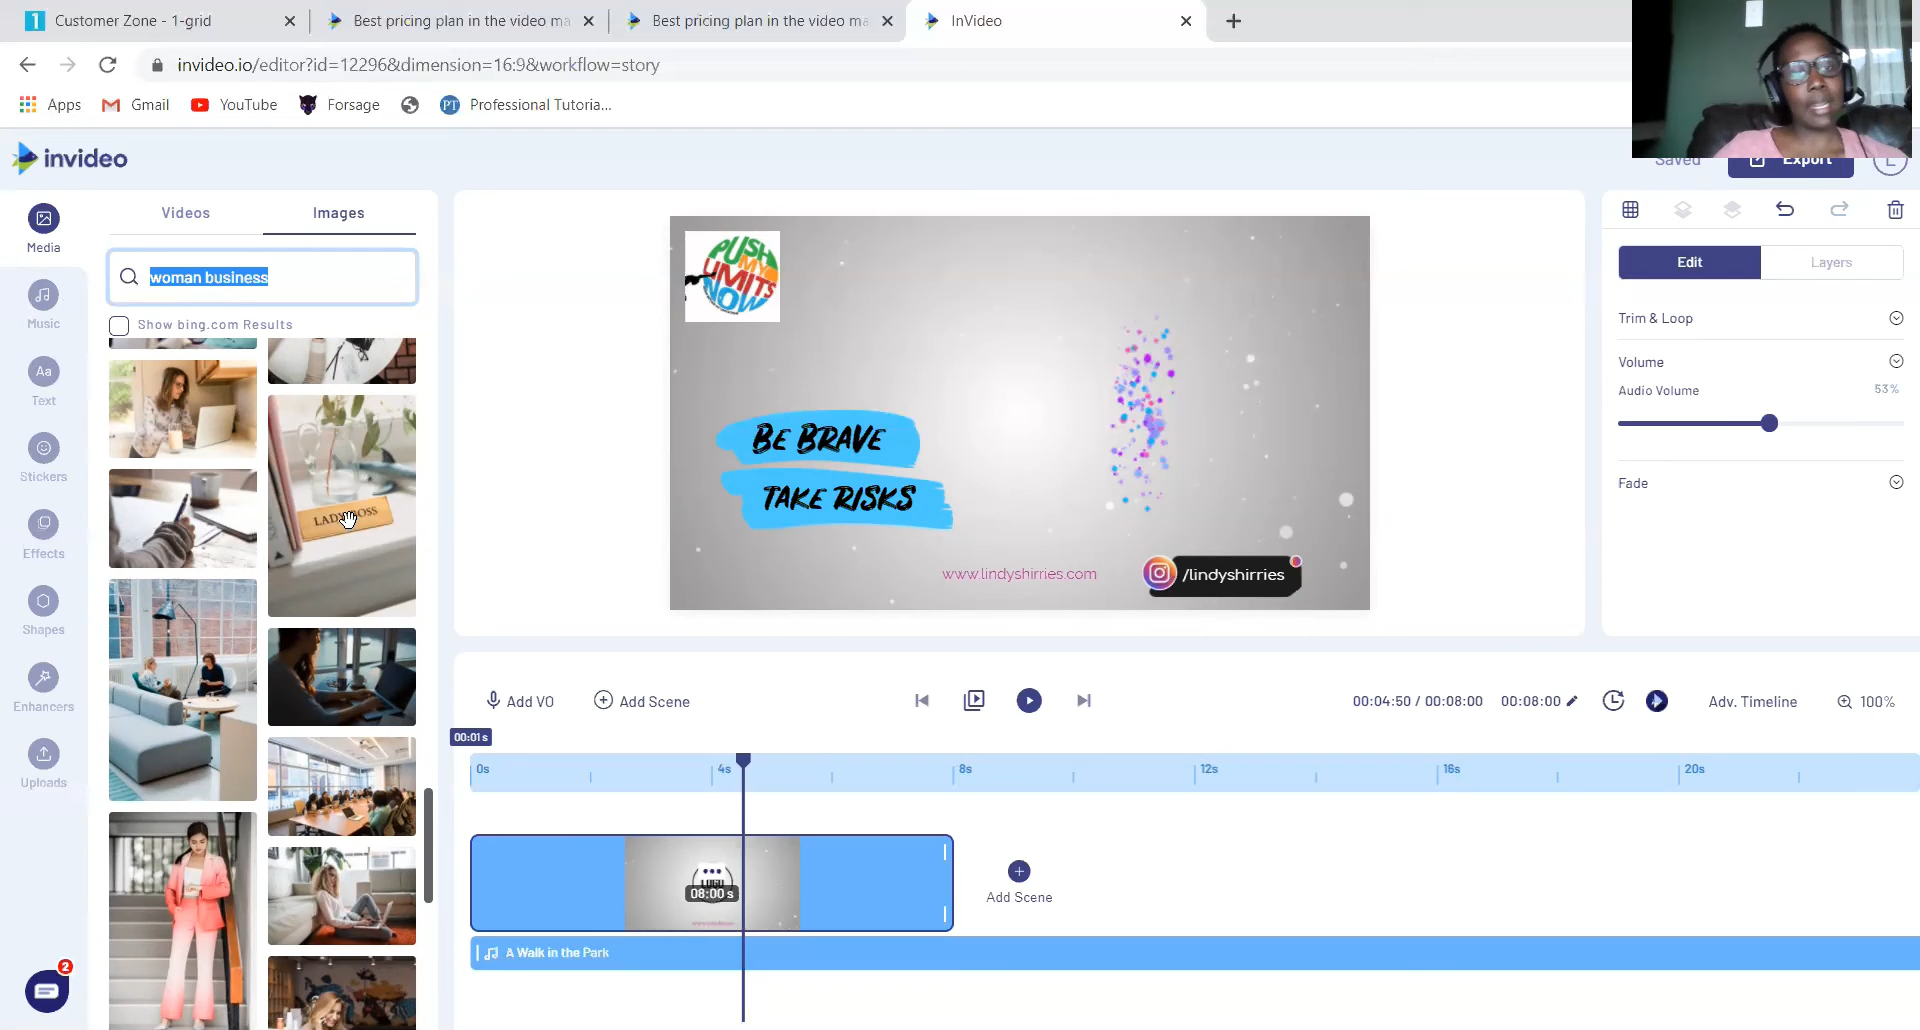 1 Customer Zone - 1-grid
Best pricing plan in the video ma
Best pricing plan in the video ma
InVideo
invideo.io/editor?id=12296&dimension=16:9&workflow=story
Apps
Gmail
YouTube
Forsage
PT Professional Tutoria...
invideo
Saved
Export
L
Media
Music
Aa
Text
Stickers
Effects
Shapes
Enhancers
Uploads
2
Videos
Images
woman business
Show bing.com Results
PUSH
MY
LIMITS
NOW
BE BRAVE
TAKE RISKS
www.lindyshirries.com
/lindyshirries
Edit
Layers
Trim & Loop
Volume
Audio Volume
53%
Fade
Add VO
Add Scene
00:04:50 / 00:08:00
00:08:00
Adv. Timeline
100%
00:01 s
0s
4s
8s
12s
16s
20s
LOGO
08:00 s
Add Scene
A Walk in the Park